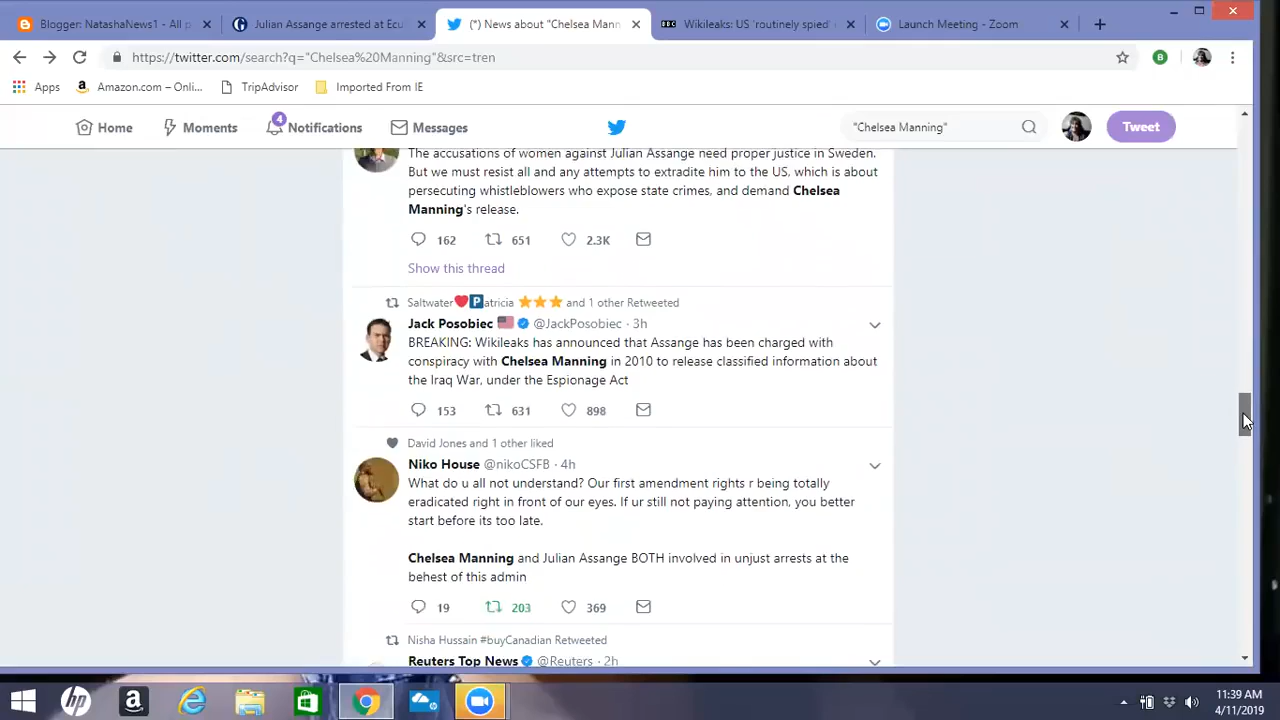 Blogger: NatashaNews1 - All p
Julian Assange arrested at Ecu
(*) News about "Chelsea Mann
BBC
Wikileaks: US 'routinely spied'
Launch Meeting - Zoom
https://twitter.com/search?q="Chelsea%20Manning"&src=tren
B
Apps
Amazon.com – Onli...
TripAdvisor
Imported From IE
Home
Moments
4
Notifications
Messages
"Chelsea Manning"
Tweet
The accusations of women against Julian Assange need proper justice in Sweden.
But we must resist all and any attempts to extradite him to the US, which is about
persecuting whistleblowers who expose state crimes, and demand Chelsea
Manning's release.
162 651 2.3K
Show this thread
Saltwater❤️🅿️atricia ⭐⭐⭐ and 1 other Retweeted
Jack Posobiec 🇺🇸 @JackPosobiec · 3h
BREAKING: Wikileaks has announced that Assange has been charged with
conspiracy with Chelsea Manning in 2010 to release classified information about
the Iraq War, under the Espionage Act
153 631 898
David Jones and 1 other liked
Niko House @nikoCSFB · 4h
What do u all not understand? Our first amendment rights r being totally
eradicated right in front of our eyes. If ur still not paying attention, you better
start before its too late.
Chelsea Manning and Julian Assange BOTH involved in unjust arrests at the
behest of this admin
19 203 369
Nisha Hussain #buyCanadian Retweeted
Reuters Top News @Reuters · 2h
hp
a
11:39 AM
4/11/2019